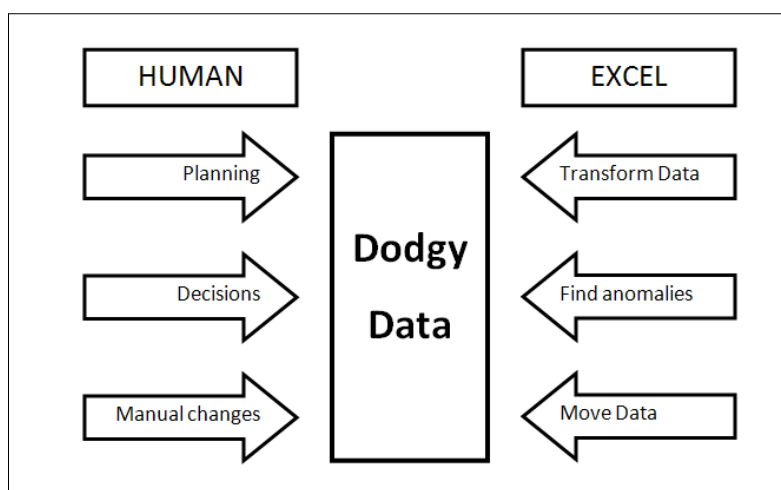 HUMAN
EXCEL
Planning
Transform Data
Dodgy
Data
Decisions
Find anomalies
Manual changes
Move Data